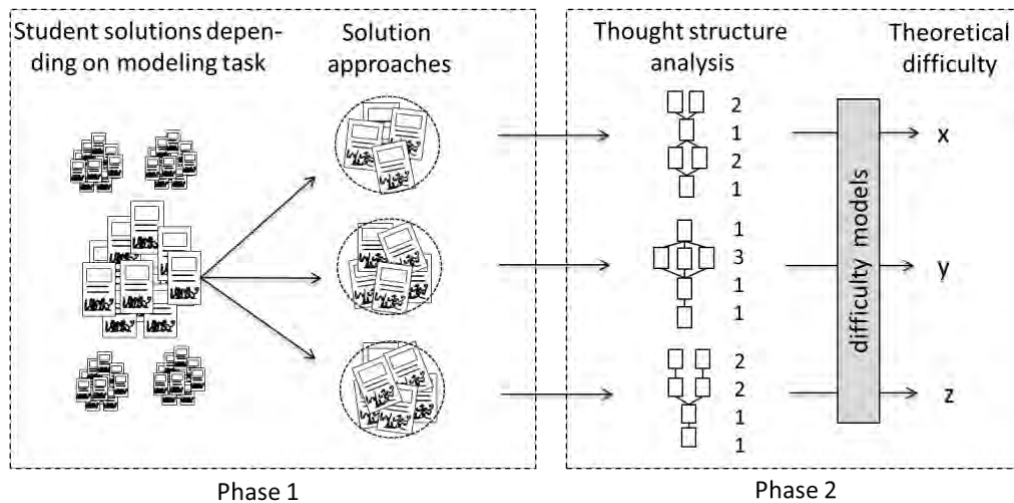 Student solutions depen-
ding on modeling task
Solution
approaches
Thought structure
analysis
Theoretical
difficulty
2
1
2
1
x
1
3
1
1
y
2
2
1
1
z
difficulty models
Phase 1
Phase 2